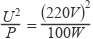 U²/P = (220V)²/100W